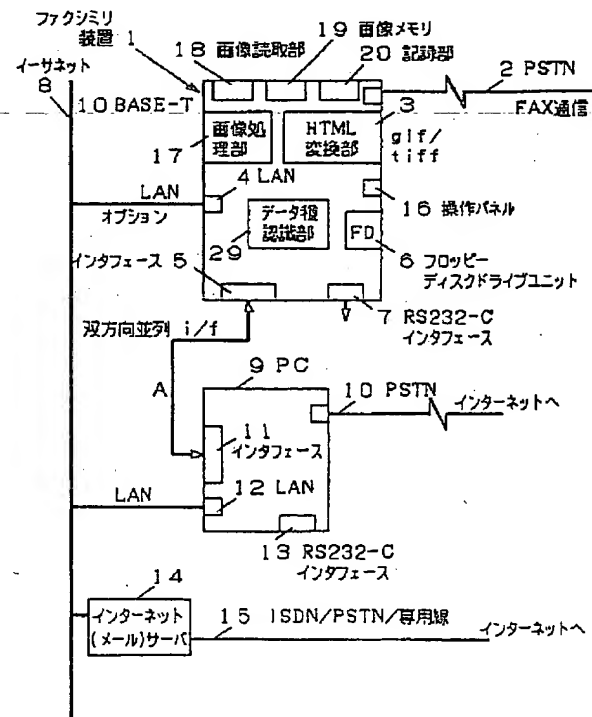 ファクシミリ
装置 1
18 画像読取部
19 画像メモリ
20 記録部
イーサネット
8
10 BASE-T
2 PSTN
FAX通信
3
画像処
理部
17
HTML
変換部
gif/
tiff
LAN
オプション
4 LAN
16 操作パネル
データ種
認識部
29
FD
6 フロッピー
ディスクドライブユニット
インタフェース 5
7 RS232-C
インタフェース
双方向並列 i/f
A
9 PC
10 PSTN
インターネットへ
11
インタフェース
LAN
12 LAN
13 RS232-C
インタフェース
14
インターネット
(メール)サーバ
15 ISDN/PSTN/専用線
インターネットへ